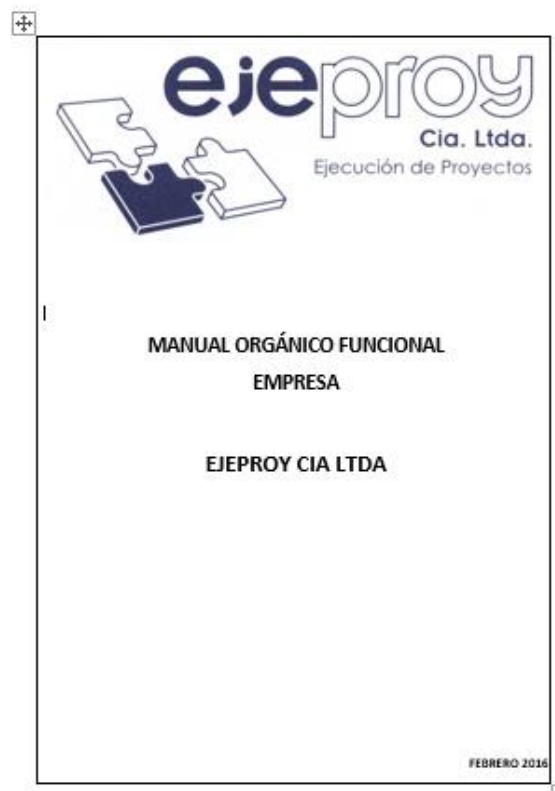 ejeproy
Cia. Ltda.
Ejecución de Proyectos
MANUAL ORGÁNICO FUNCIONAL
EMPRESA
EJEPROY CIA LTDA
FEBRERO 2016